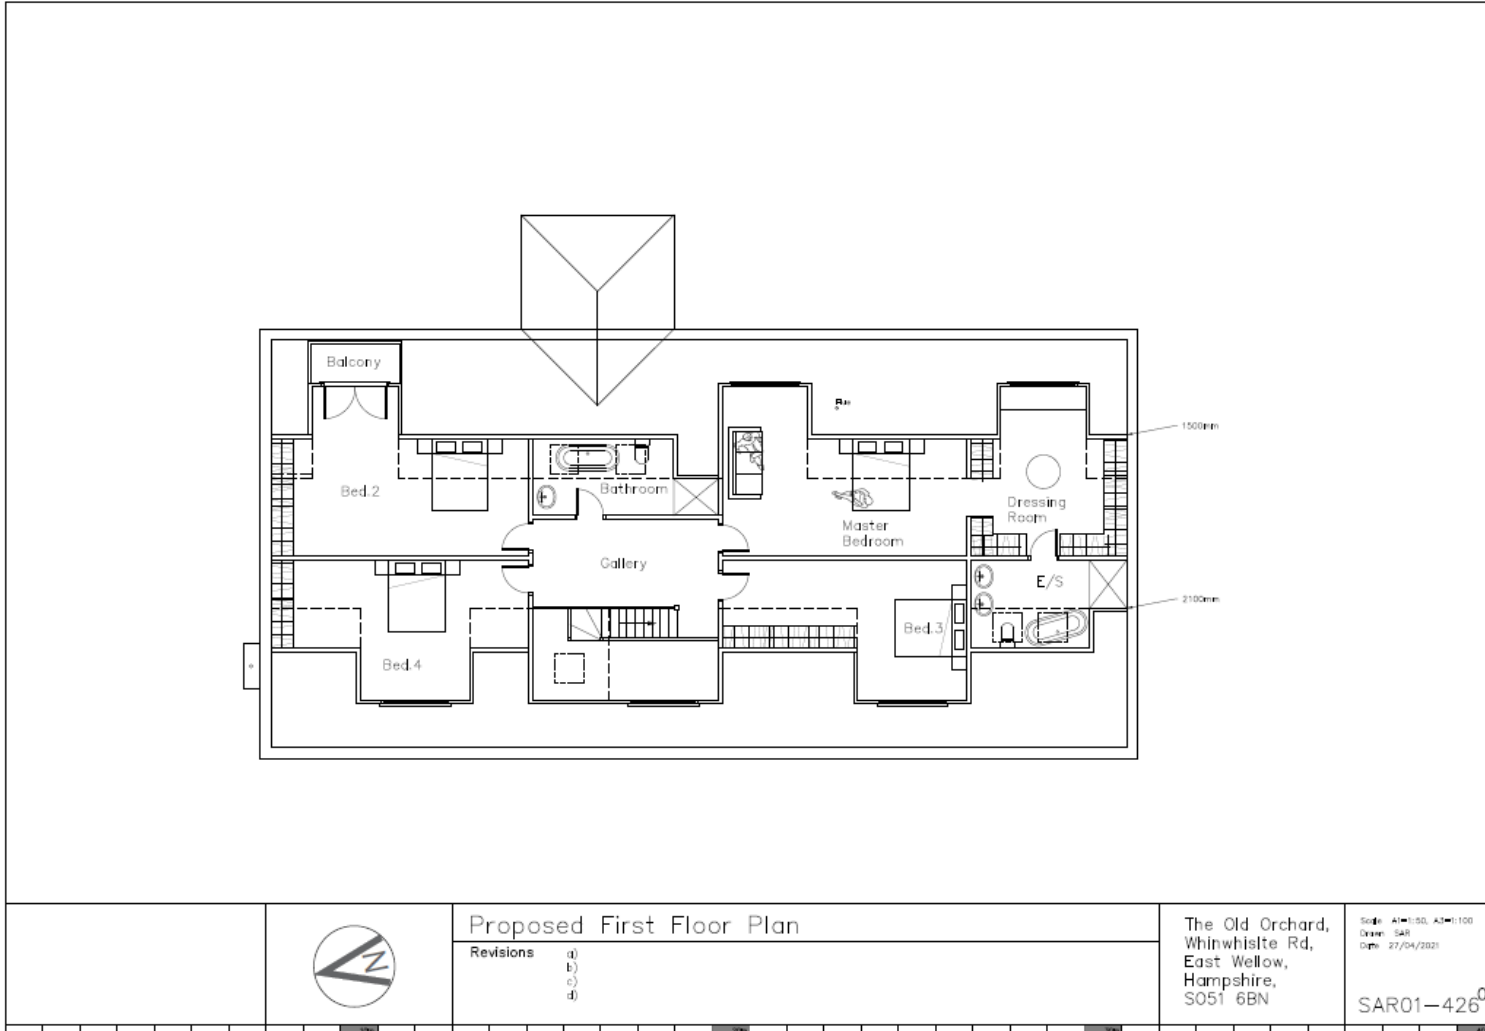 Balcony
1500mm
Bed.2
Bathroom
Dressing
Room
Master
Bedroom
Gallery
E/S
2100mm
Bed.3
Bed.4
N
Proposed First Floor Plan
Revisions
a)
b)
c)
d)
The Old Orchard,
Whinwhislte Rd,
East Wellow,
Hampshire,
SO51 6BN
Scale A1=1:50, A3=1:100
Drawn SAR
Date 27/04/2021
SAR01-426